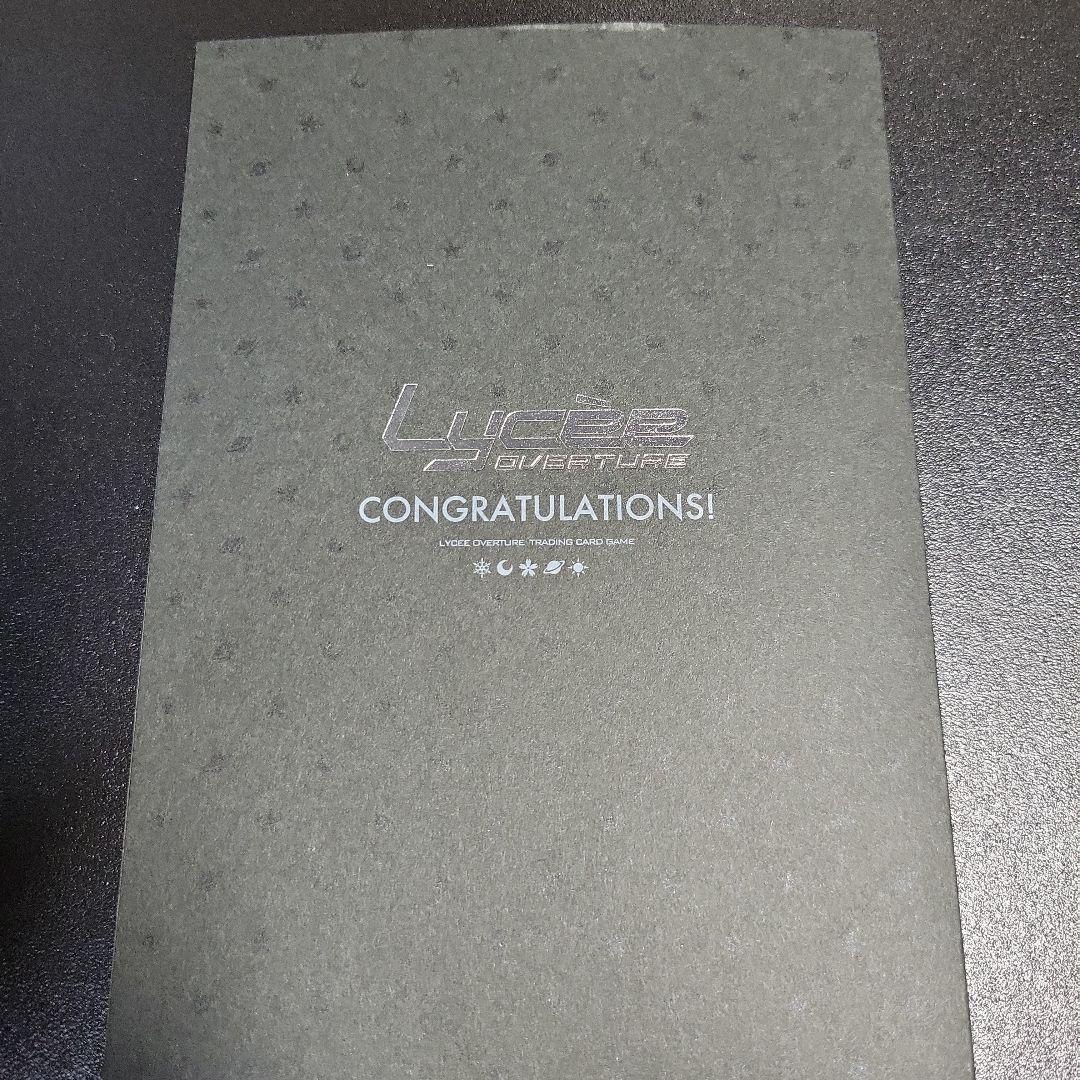 Lycèe
OVERTURE
CONGRATULATIONS!
LYCEE OVERTURE TRADING CARD GAME